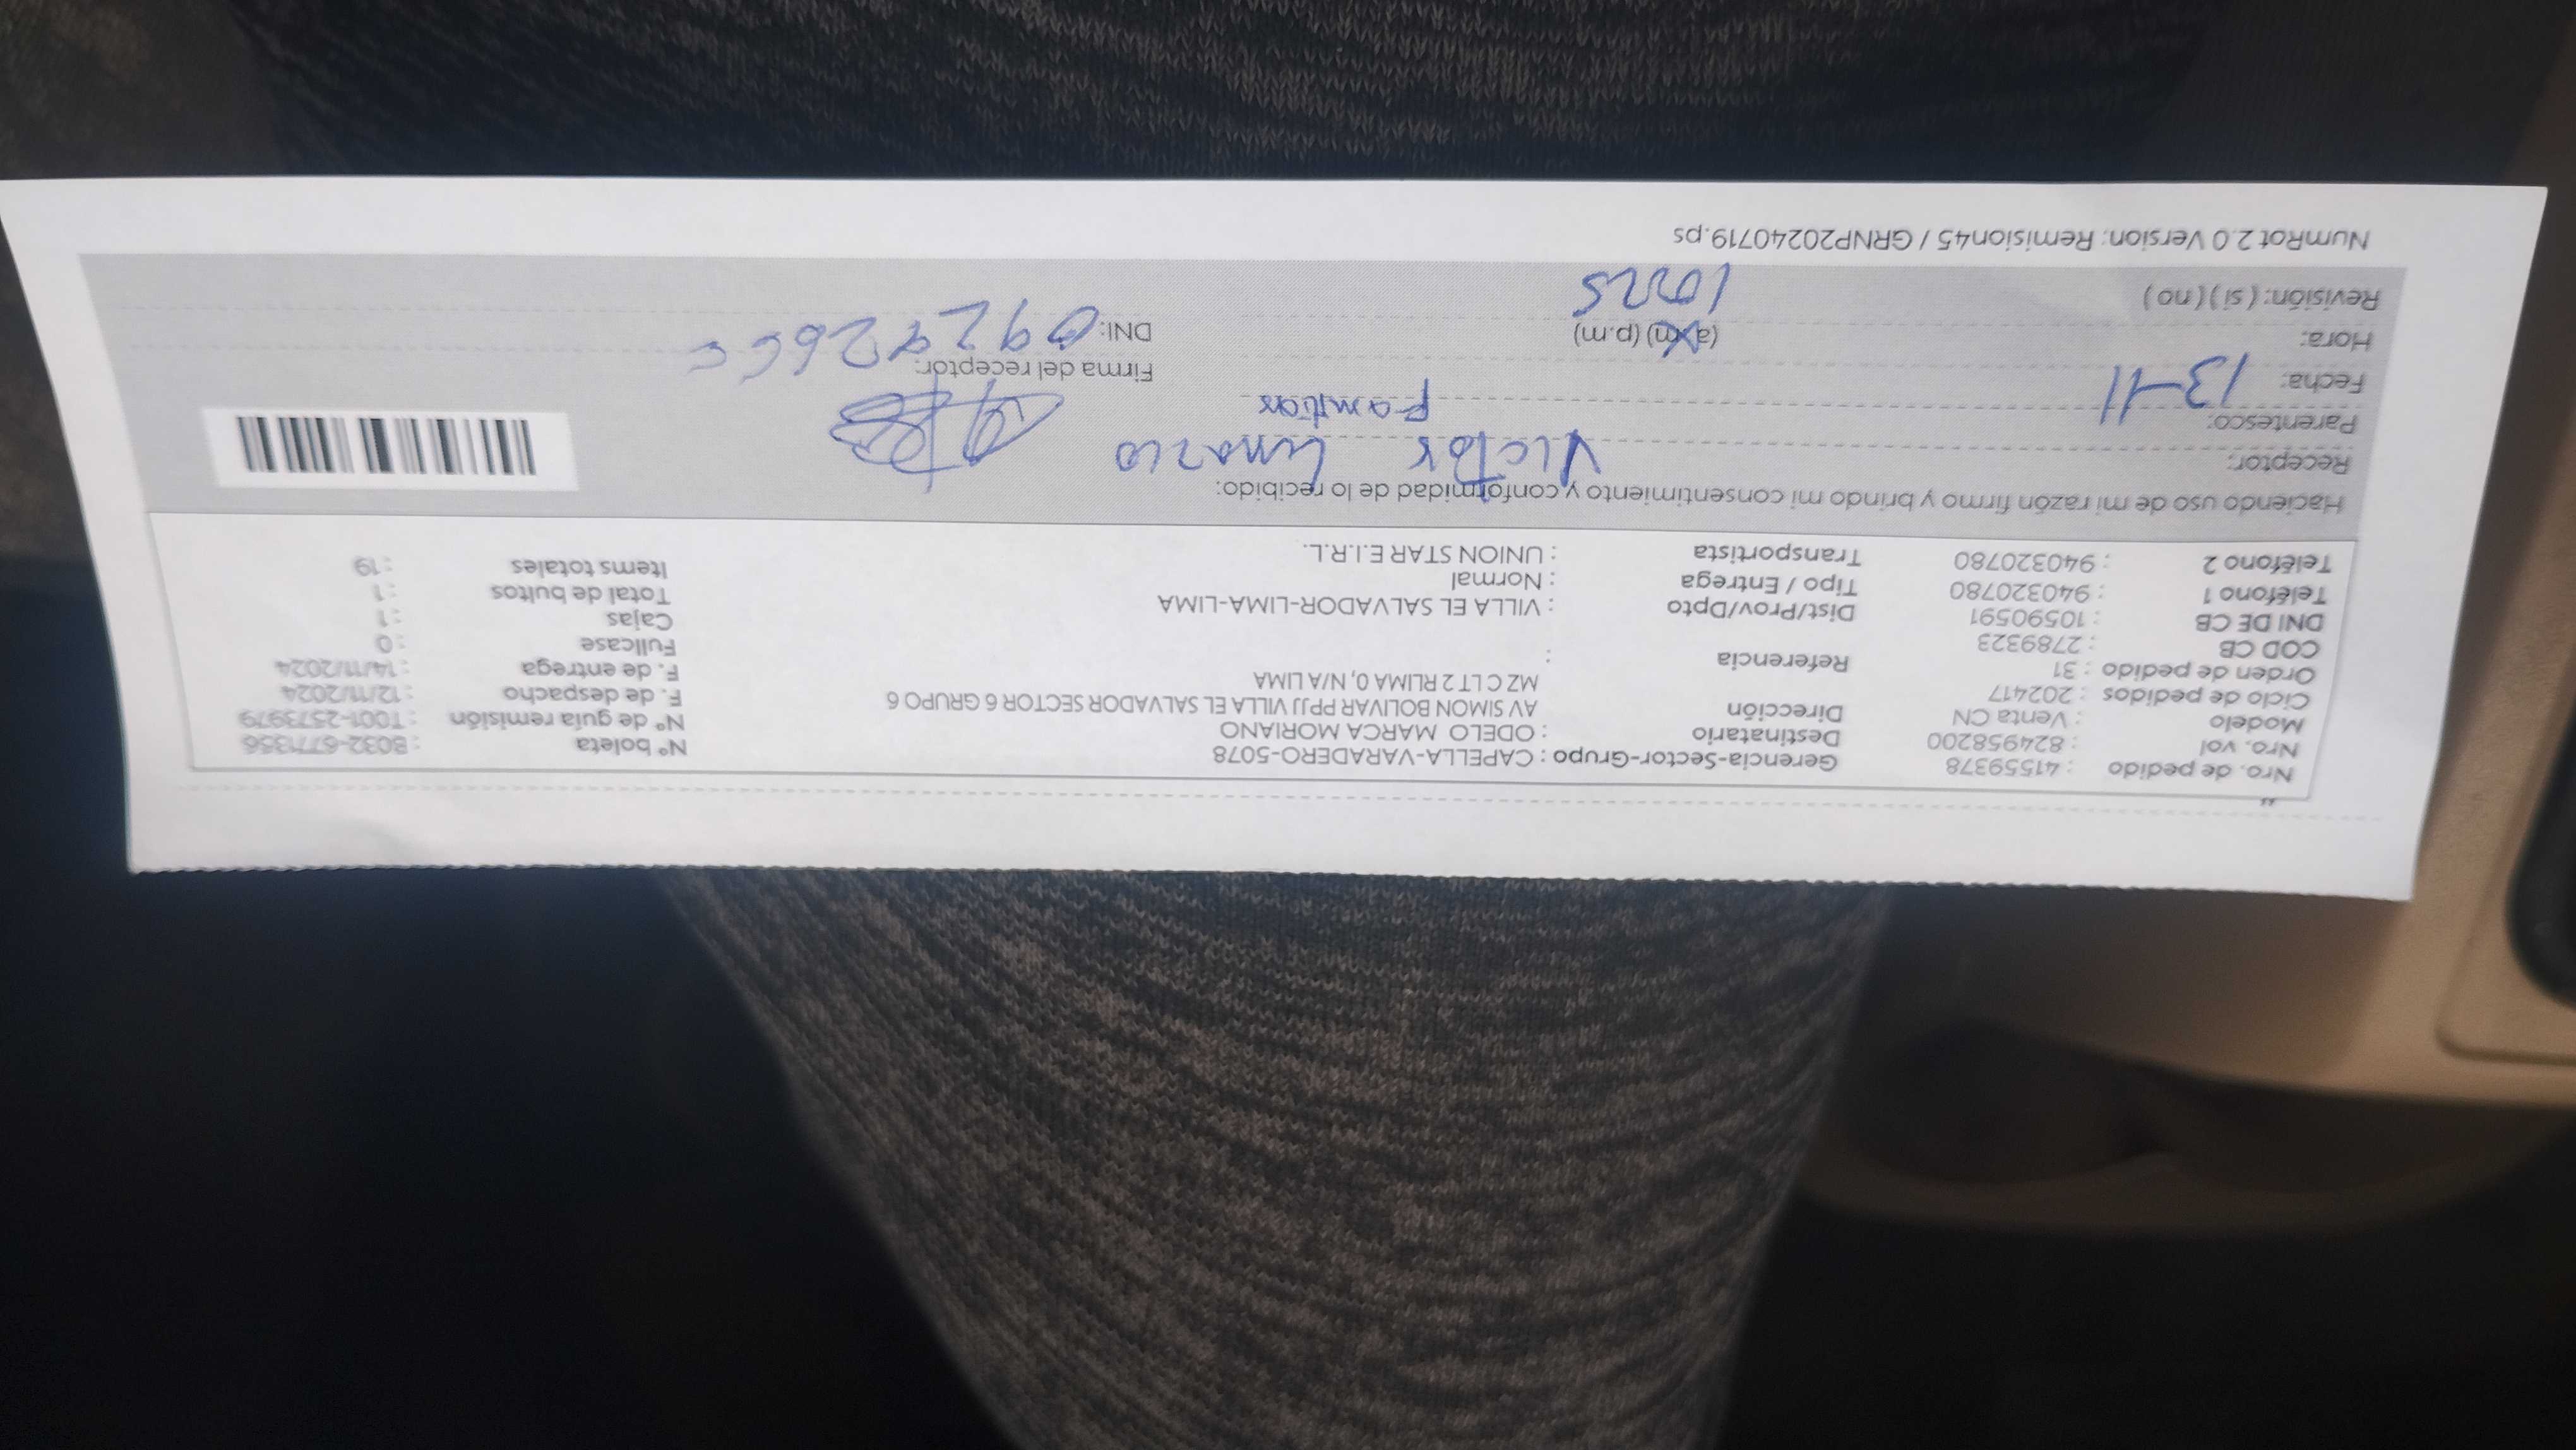 Nro. de pedido : 41559378 Gerencia-Sector-Grupo : CAPELLA-VARADERO-5078 Nº boleta : B032-6771356
Nro. vol : 824958200 Destinatario : ODELO MARCA MORIANO Nº de guía remisión : T001-2573979
Modelo : Venta CN Dirección AV SIMON BOLIVAR PPJJ VILLA EL SALVADOR SECTOR 6 GRUPO 6 F. de despacho : 12/11/2024
Ciclo de pedidos : 202417 MZ C LT 2 RLIMA 0, N/A LIMA F. de entrega : 14/11/2024
Orden de pedido : 31 Referencia : Fullcase : 0
COD CB : 2789323 Cajas : 1
DNI DE CB : 10590591 Dist/Prov/Dpto : VILLA EL SALVADOR-LIMA-LIMA Total de bultos : 1
Teléfono 1 : 940320780 Tipo / Entrega : Normal Items totales : 19
Teléfono 2 : 940320780 Transportista : UNION STAR E.I.R.L.
Haciendo uso de mi razón firmo y brindo mi consentimiento y conformidad de lo recibido:
Receptor: Victor
Parentesco: Familiar
Fecha: 13-11 Firma del receptor:
Hora: (a.m) (p.m) DNI:
Revisión: ( si ) ( no ) 1025
NumRot 2.0 Version: Remision45 / GRNP20240719.ps